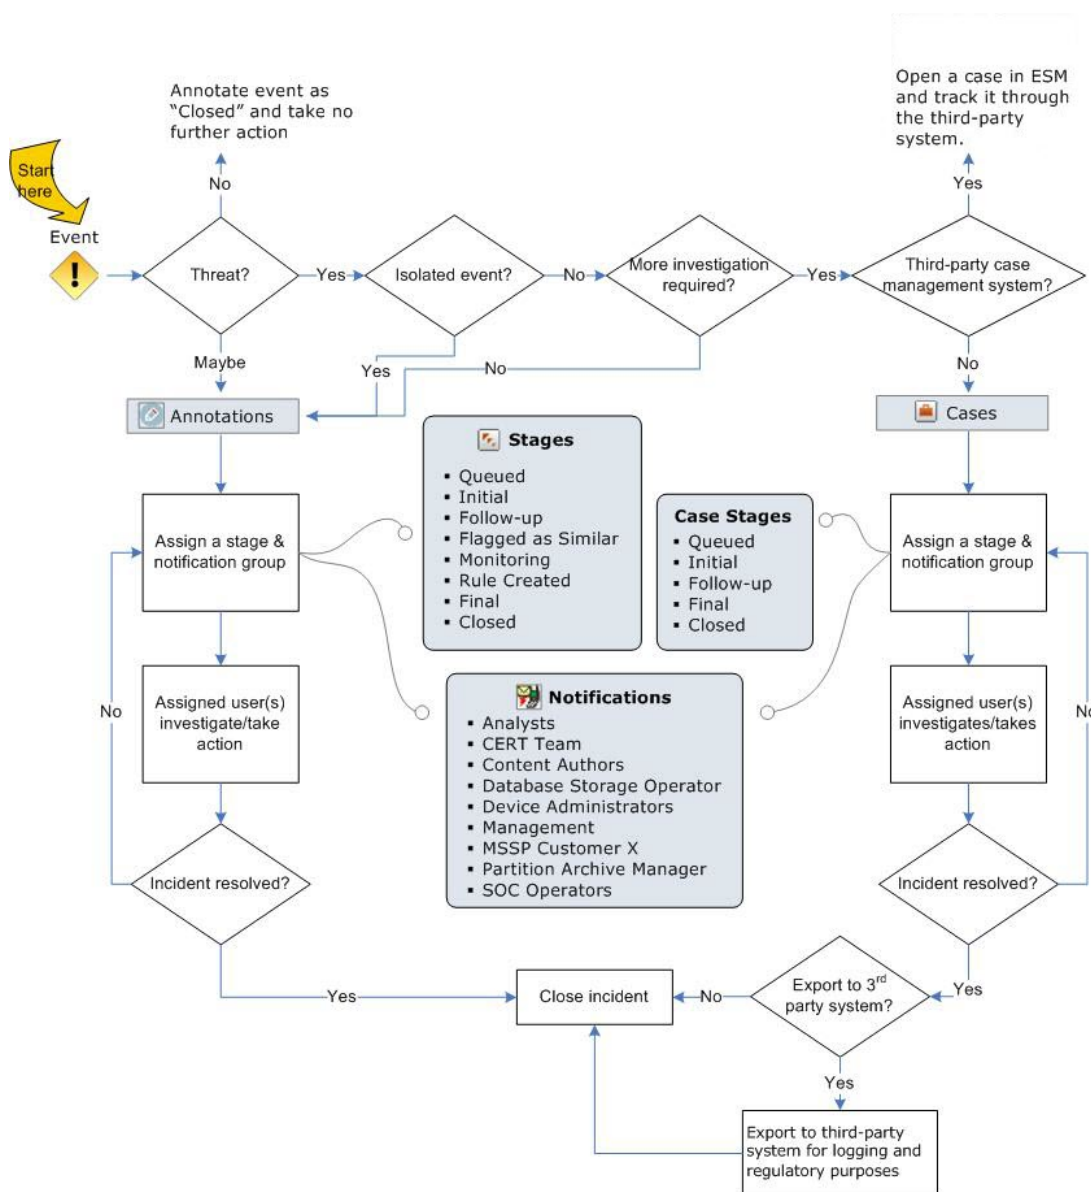 Annotate event as
“Closed” and take no
further action
Open a case in ESM
and track it through
the third-party
system.
Start
here
No
Yes
Event
Threat?
Yes
Isolated event?
No
More investigation
required?
Yes
Third-party case
management system?
Maybe
Yes
No
No
Annotations
Cases
Stages
▪ Queued
▪ Initial
▪ Follow-up
▪ Flagged as Similar
▪ Monitoring
▪ Rule Created
▪ Final
▪ Closed
Case Stages
▪ Queued
▪ Initial
▪ Follow-up
▪ Final
▪ Closed
Assign a stage &
notification group
Assign a stage &
notification group
Notifications
▪ Analysts
▪ CERT Team
▪ Content Authors
▪ Database Storage Operator
▪ Device Administrators
▪ Management
▪ MSSP Customer X
▪ Partition Archive Manager
▪ SOC Operators
No
Assigned user(s)
investigate/take
action
Assigned user(s)
investigates/takes
action
No
Incident resolved?
Incident resolved?
Yes
Close incident
No
Export to 3rd
party system?
Yes
Yes
Export to third-party
system for logging and
regulatory purposes